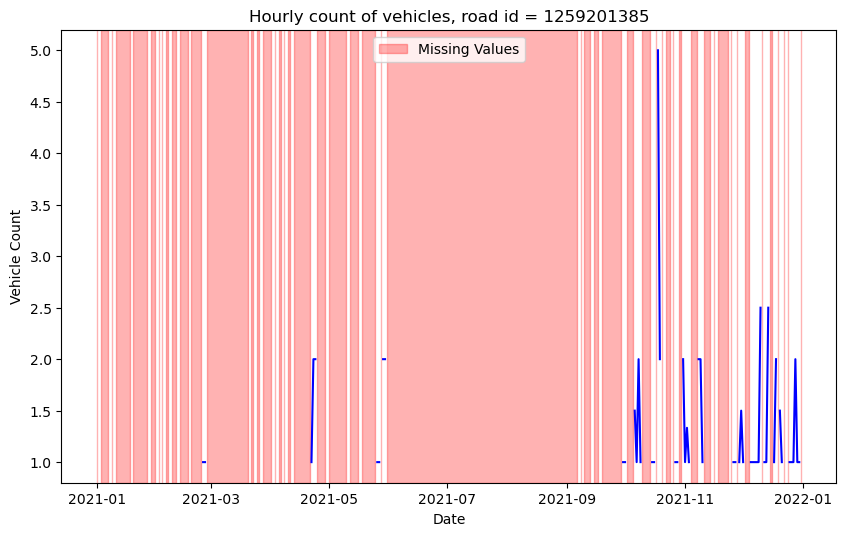 Hourly count of vehicles, road id = 1259201385
Missing Values
Vehicle Count
5.0
4.5
4.0
3.5
3.0
2.5
2.0
1.5
1.0
2021-01 2021-03 2021-05 2021-07 2021-09 2021-11 2022-01
Date